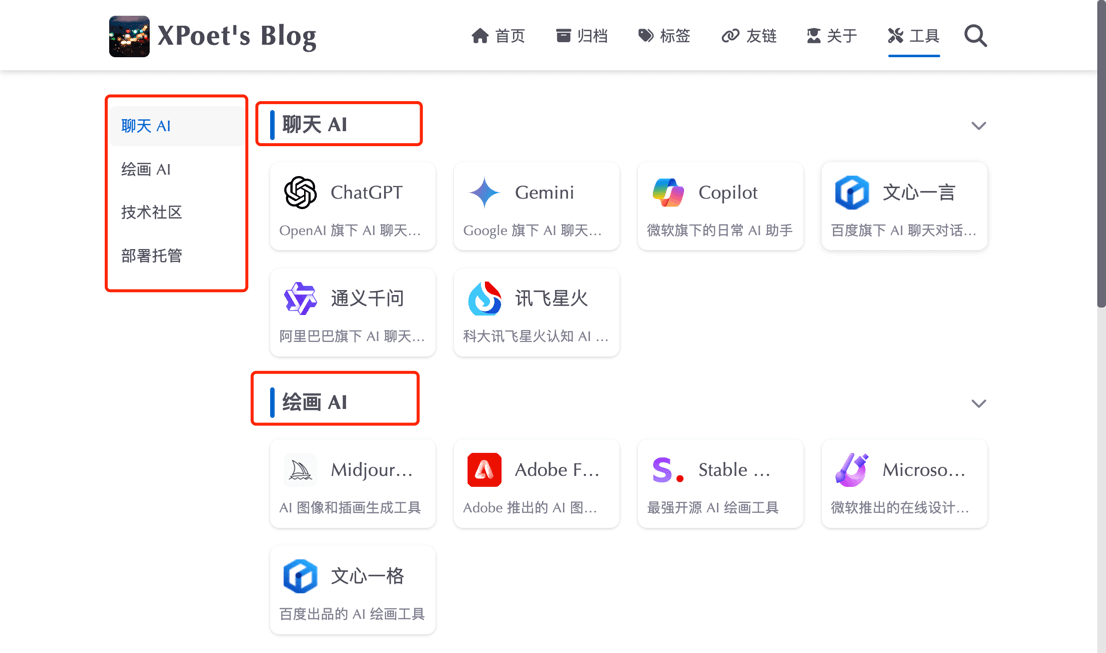 XPoet's Blog
首页
归档
标签
友链
关于
工具
聊天 AI
绘画 AI
技术社区
部署托管
聊天 AI
ChatGPT
OpenAI 旗下 AI 聊天...
Gemini
Google 旗下 AI 聊天...
Copilot
微软旗下的日常 AI 助手
文心一言
百度旗下 AI 聊天对话...
通义千问
阿里巴巴旗下 AI 聊天...
讯飞星火
科大讯飞星火认知 AI ...
绘画 AI
Midjour...
AI 图像和插画生成工具
Adobe F...
Adobe 推出的 AI 图...
Stable ...
最强开源 AI 绘画工具
Microso...
微软推出的在线设计...
文心一格
百度出品的 AI 绘画工具